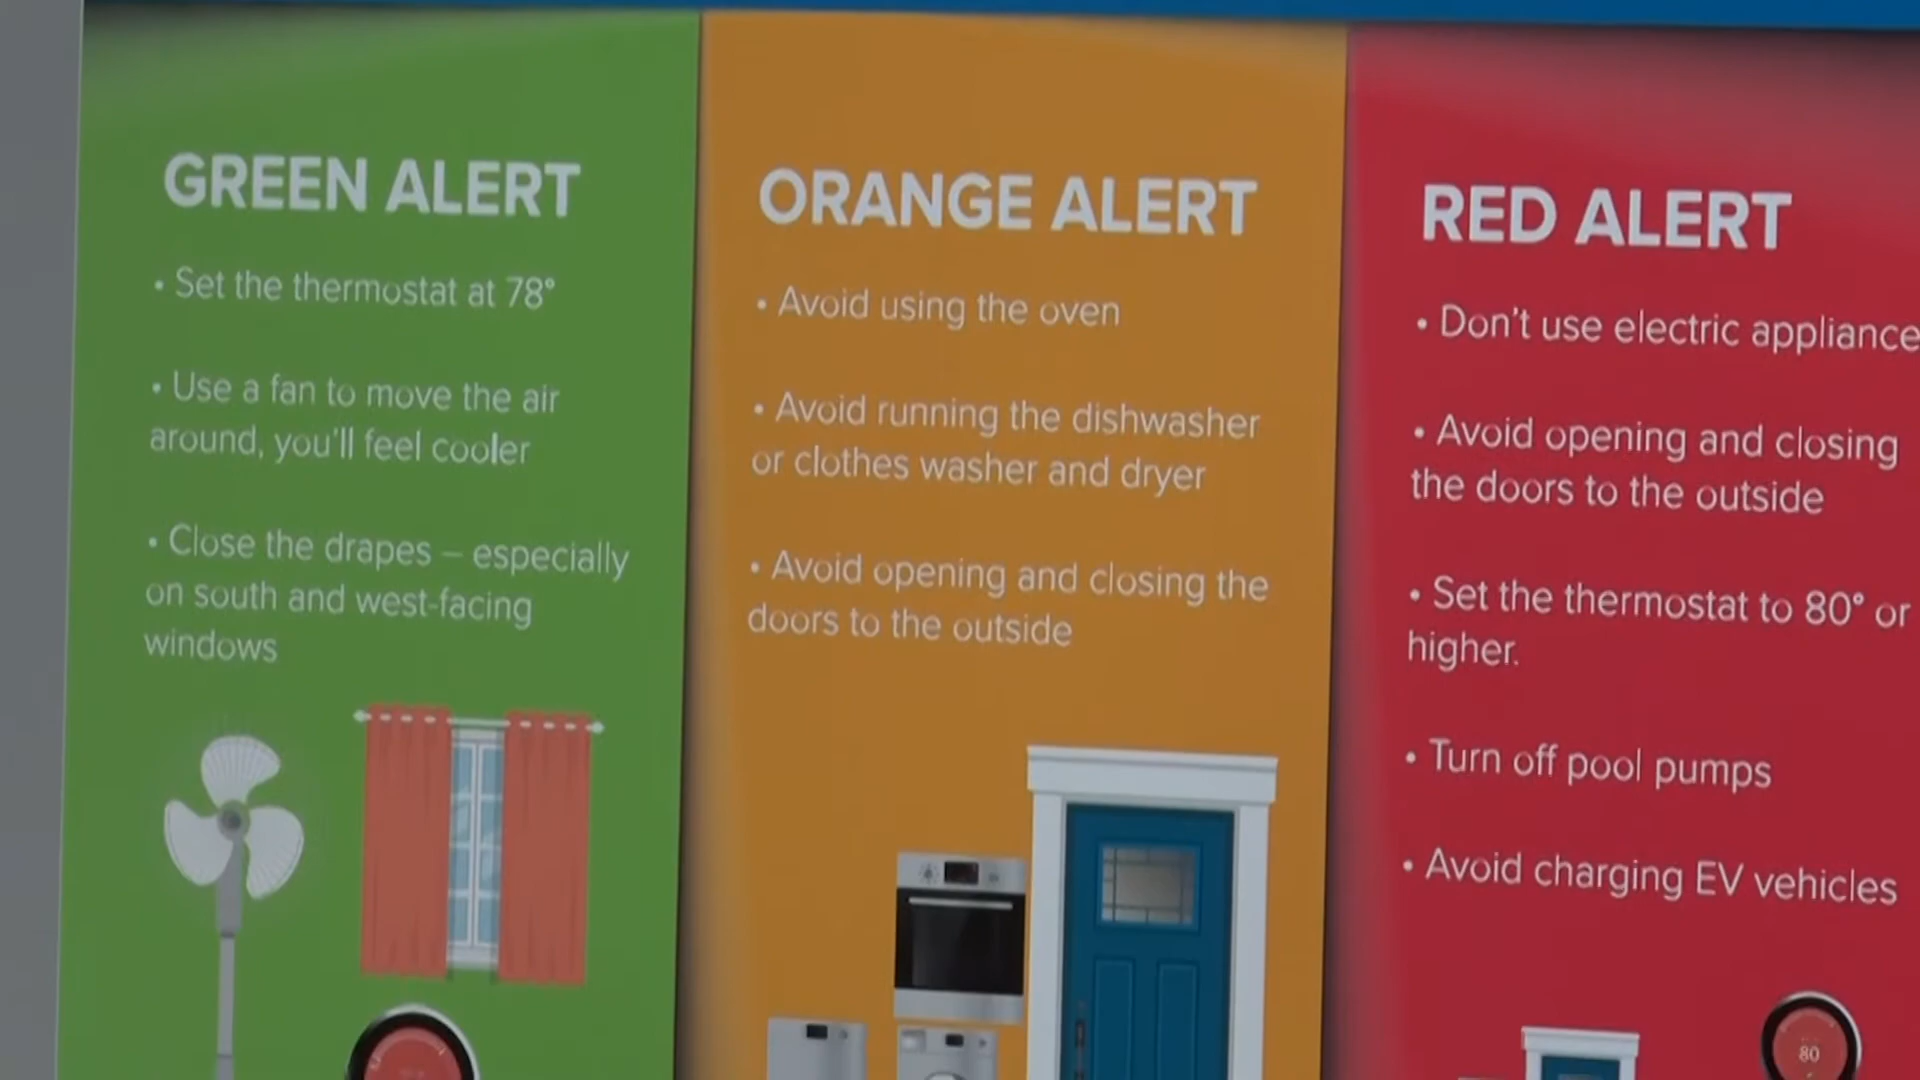 GREEN ALERT
• Set the thermostat at 78°
• Use a fan to move the air
around, you'll feel cooler
• Close the drapes – especially
on south and west-facing
windows
ORANGE ALERT
• Avoid using the oven
• Avoid running the dishwasher
or clothes washer and dryer
• Avoid opening and closing the
doors to the outside
RED ALERT
• Don't use electric appliance
• Avoid opening and closing
the doors to the outside
• Set the thermostat to 80° or
higher.
• Turn off pool pumps
• Avoid charging EV vehicles
80